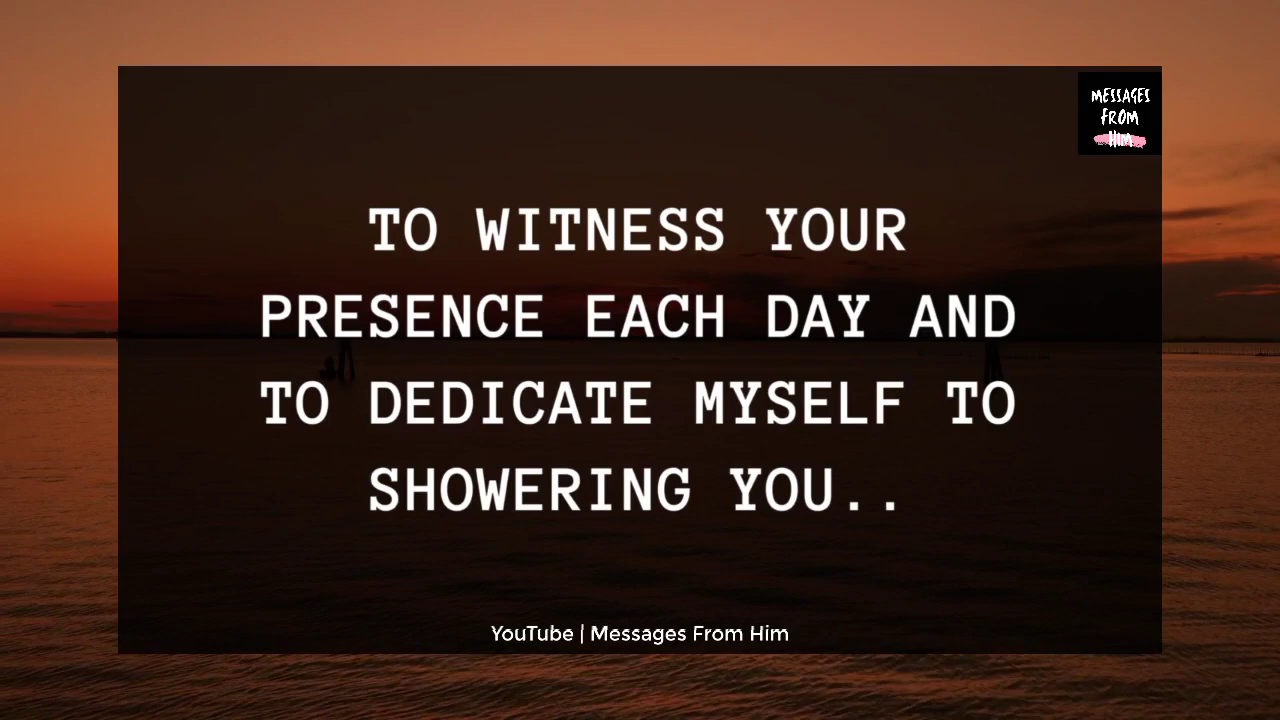 MESSAGES
FROM
HIM
TO WITNESS YOUR
PRESENCE EACH DAY AND
TO DEDICATE MYSELF TO
SHOWERING YOU..
YouTube | Messages From Him